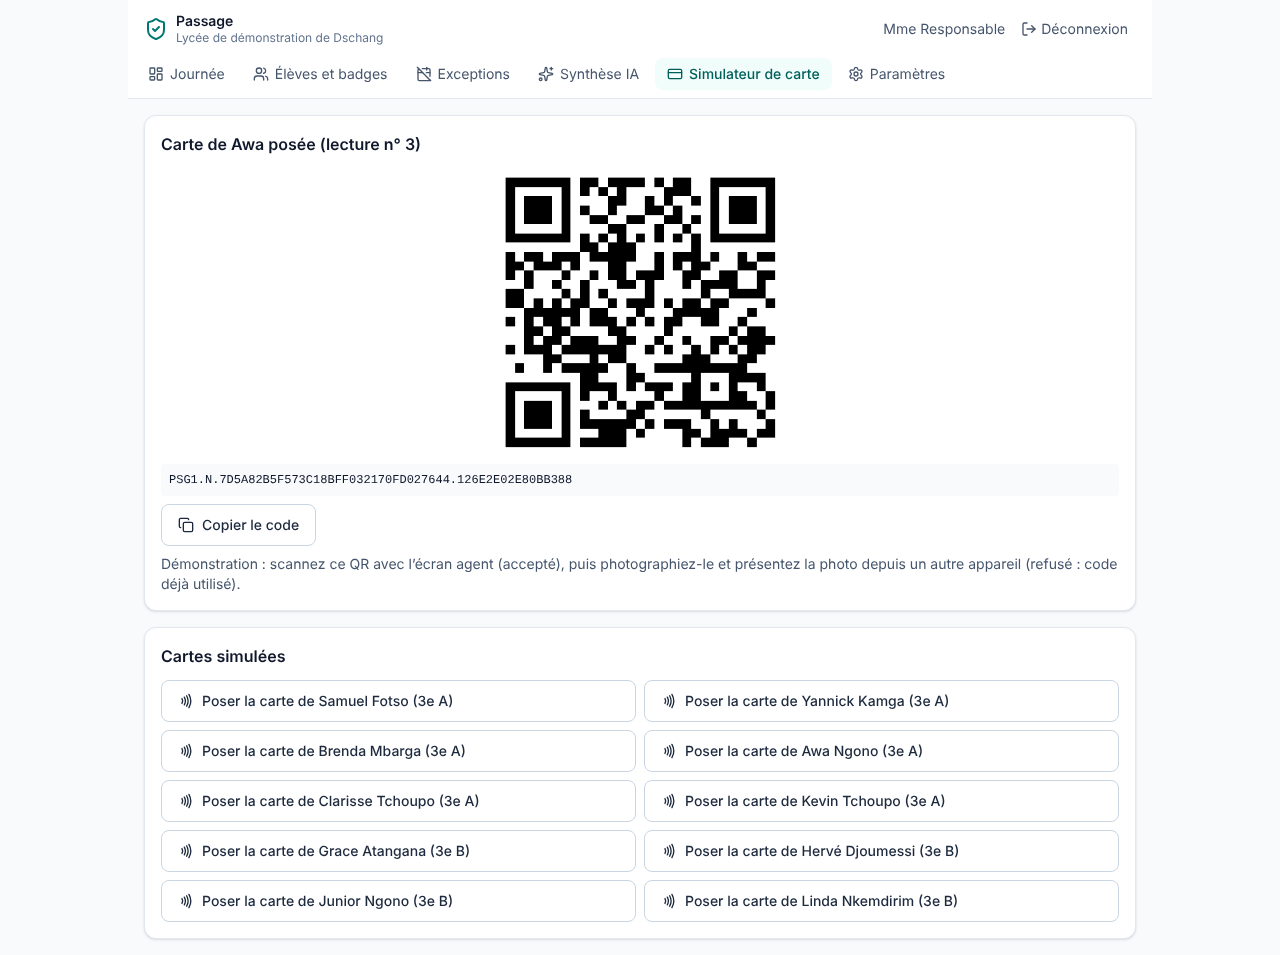 Passage
Lycée de démonstration de Dschang
Mme Responsable
Déconnexion
Journée
Élèves et badges
Exceptions
Synthèse IA
Simulateur de carte
Paramètres
Carte de Awa posée (lecture n° 3)
PSG1.N.7D5A82B5F573C18BFF032170FD027644.126E2E02E80BB388
Copier le code
Démonstration : scannez ce QR avec l’écran agent (accepté), puis photographiez-le et présentez la photo depuis un autre appareil (refusé : code
déjà utilisé).
Cartes simulées
Poser la carte de Samuel Fotso (3e A)
Poser la carte de Yannick Kamga (3e A)
Poser la carte de Brenda Mbarga (3e A)
Poser la carte de Awa Ngono (3e A)
Poser la carte de Clarisse Tchoupo (3e A)
Poser la carte de Kevin Tchoupo (3e A)
Poser la carte de Grace Atangana (3e B)
Poser la carte de Hervé Djoumessi (3e B)
Poser la carte de Junior Ngono (3e B)
Poser la carte de Linda Nkemdirim (3e B)